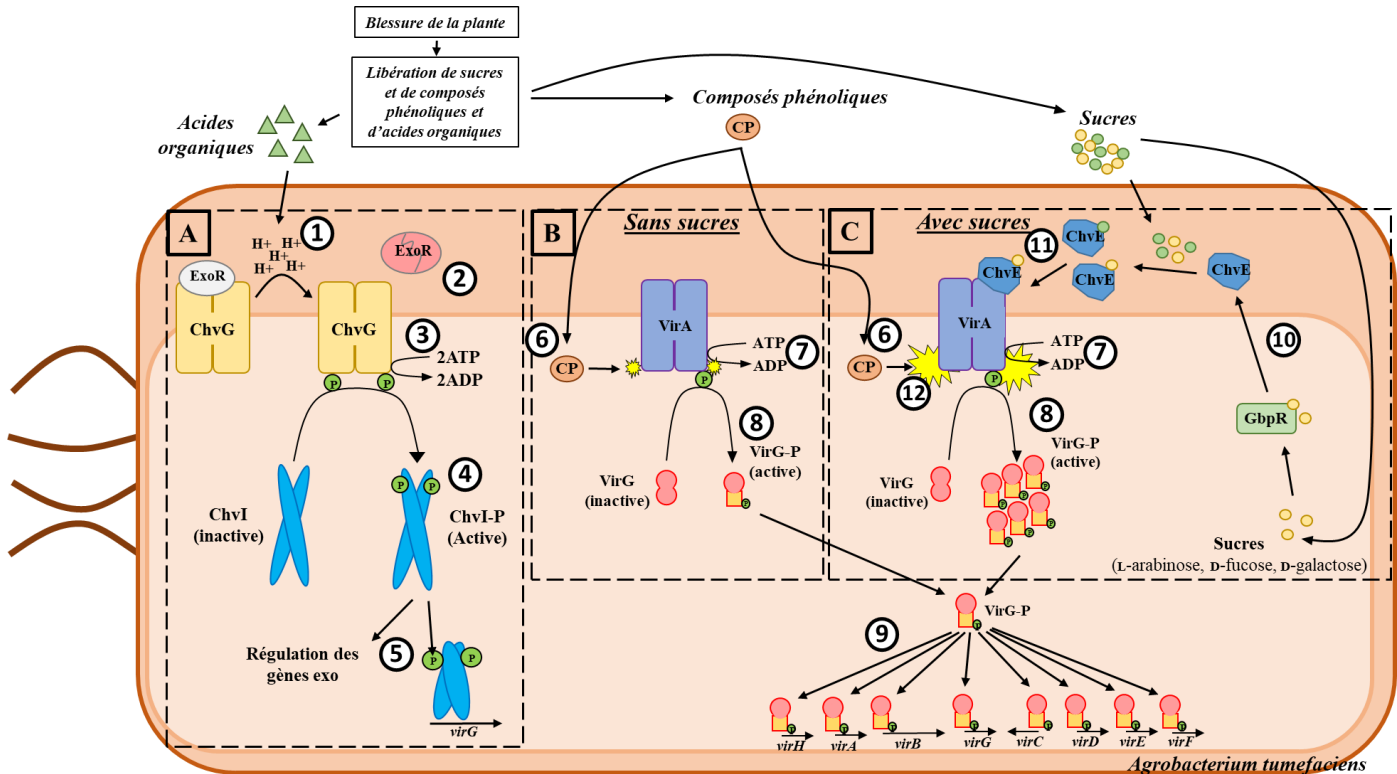 Blessure de la plante
Libération de sucres
et de composés
phénoliques et
d'acides organiques
Acides
organiques
Composés phénoliques
CP
Sucres
A
1
H+ H+
H+
H+ H+
ExoR
ChvG
ExoR
2
ChvG
3
2ATP
2ADP
P
P
4
P
P
ChvI
(inactive)
ChvI-P
(Active)
5
Régulation des
gènes exo
P
P
virG
B
Sans sucres
VirA
6
CP
ATP
ADP
7
P
8
VirG
(inactive)
VirG-P
(active)
P
C
Avec sucres
11
ChvE
ChvE
ChvE
ChvE
VirA
6
CP
12
ATP
ADP
7
P
8
VirG
(inactive)
VirG-P
(active)
P
P
P
P
P
P
10
GbpR
Sucres
(L-arabinose, D-fucose, D-galactose)
VirG-P
P
9
P
P
P
P
P
P
P
P
virH
virA
virB
virG
virC
virD
virE
virF
Agrobacterium tumefaciens